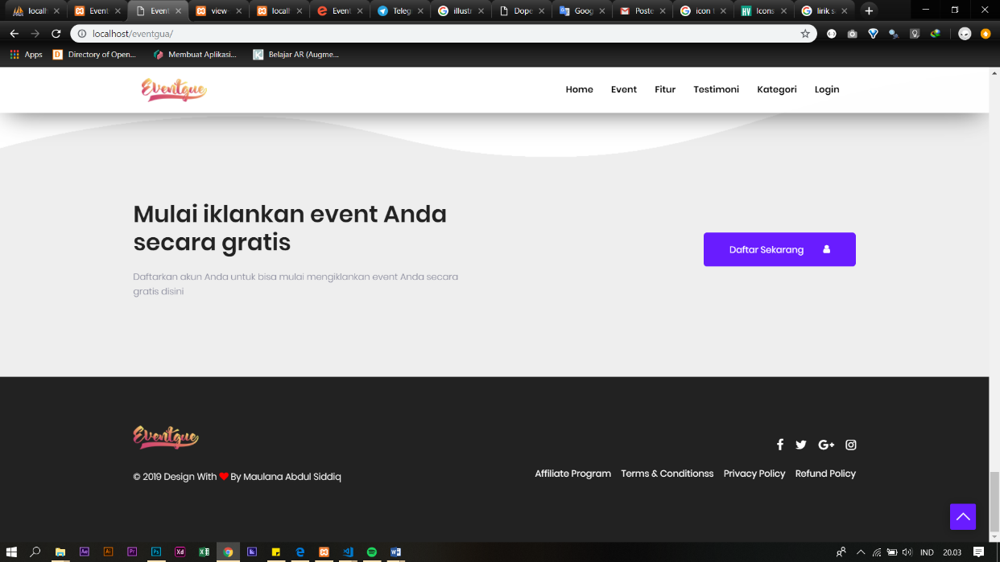 localh
Event
Event
view-
locall
Event
Teleg
illustr
Dope
Goog
Poste
icon t
Icons
lirik s
localhost/eventgua/
Apps
Directory of Open...
Membuat Aplikasi...
Belajar AR (Augme...
Eventgue
Home Event Fitur Testimoni Kategori Login
Mulai iklankan event Anda
secara gratis
Daftarkan akun Anda untuk bisa mulai mengiklankan event Anda secara
gratis disini
Daftar Sekarang
Eventgue
© 2019 Design With ❤ By Maulana Abdul Siddiq
Affiliate Program Terms & Conditionss Privacy Policy Refund Policy
IND 20.03